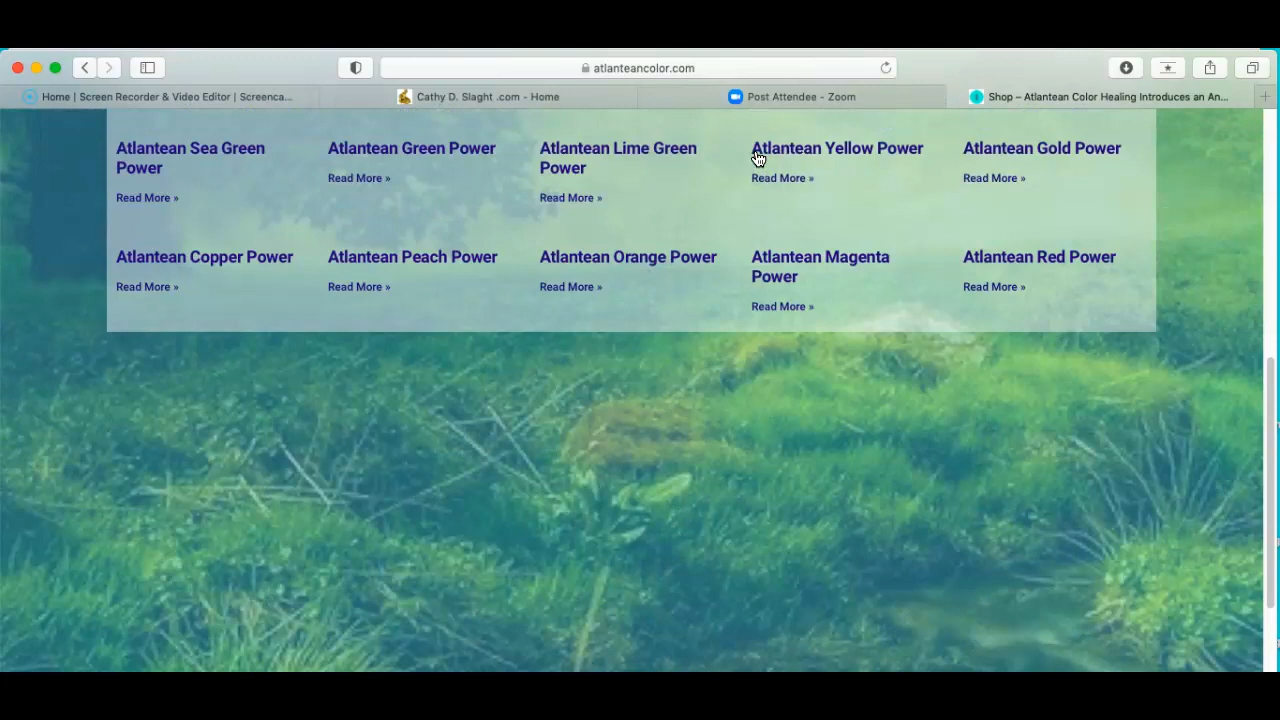 atlanteancolor.com
Home | Screen Recorder & Video Editor | Screenca...
Cathy D. Slaght .com - Home
Post Attendee - Zoom
Shop – Atlantean Color Healing Introduces an An...
Atlantean Sea Green
Power
Read More »
Atlantean Green Power
Read More »
Atlantean Lime Green
Power
Read More »
Atlantean Yellow Power
Read More »
Atlantean Gold Power
Read More »
Atlantean Copper Power
Read More »
Atlantean Peach Power
Read More »
Atlantean Orange Power
Read More »
Atlantean Magenta
Power
Read More »
Atlantean Red Power
Read More »